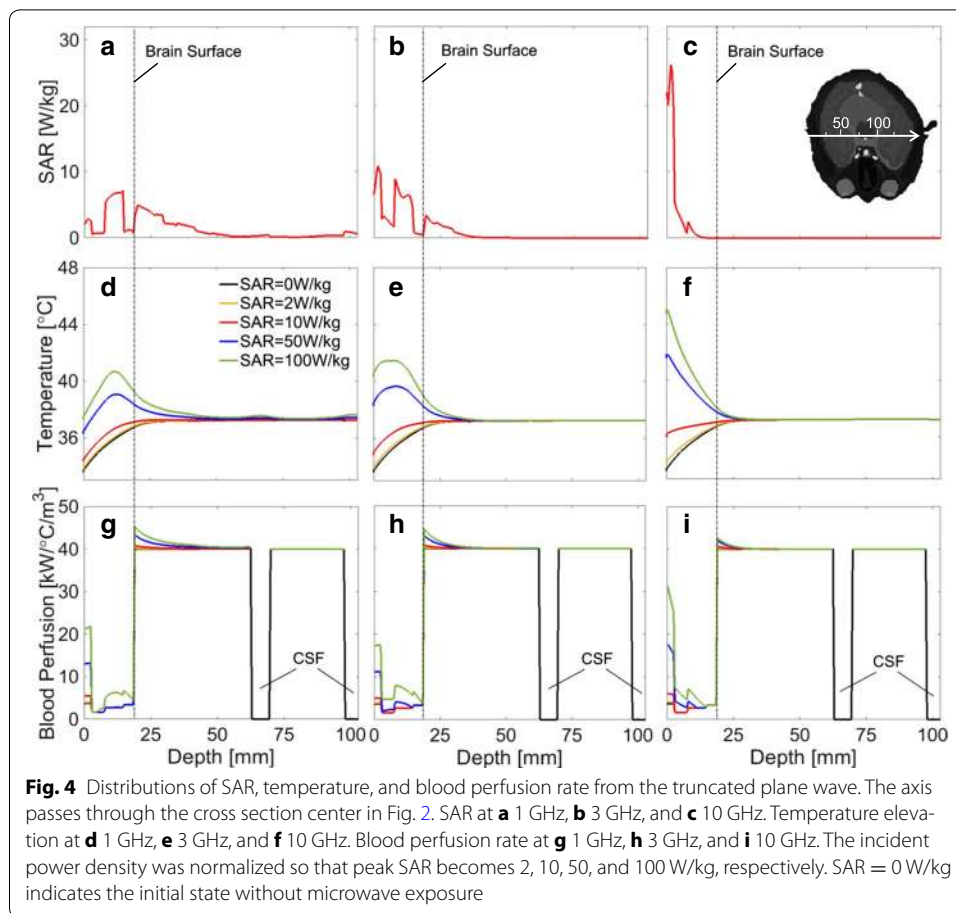 a
b
c
30
20
10
0
SAR [W/kg]
Brain Surface
Brain Surface
Brain Surface
50 100
d
e
f
48
44
40
36
Temperature [°C]
SAR=0W/kg
SAR=2W/kg
SAR=10W/kg
SAR=50W/kg
SAR=100W/kg
g
h
i
50
40
30
20
10
0
Blood Perfusion [kW/°C/m³]
CSF
CSF
CSF
0 25 50 75 100
0 25 50 75 100
0 25 50 75 100
Depth [mm]
Depth [mm]
Depth [mm]
Fig. 4 Distributions of SAR, temperature, and blood perfusion rate from the truncated plane wave. The axis
passes through the cross section center in Fig. 2. SAR at a 1 GHz, b 3 GHz, and c 10 GHz. Temperature eleva-
tion at d 1 GHz, e 3 GHz, and f 10 GHz. Blood perfusion rate at g 1 GHz, h 3 GHz, and i 10 GHz. The incident
power density was normalized so that peak SAR becomes 2, 10, 50, and 100 W/kg, respectively. SAR = 0 W/kg
indicates the initial state without microwave exposure